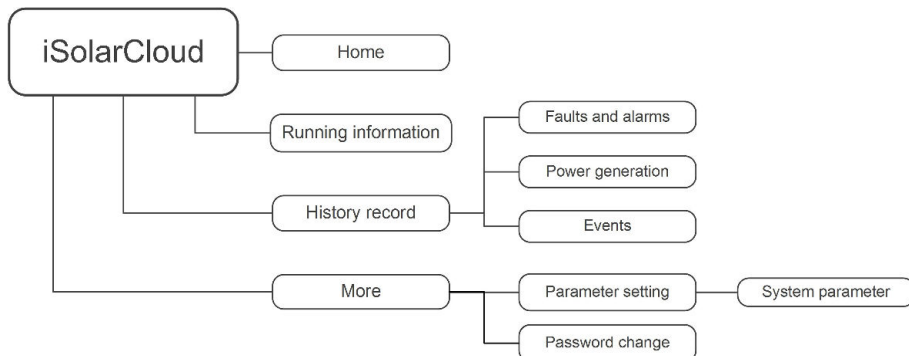 iSolarCloud
Home
Running information
History record
Faults and alarms
Power generation
Events
More
Parameter setting
System parameter
Password change